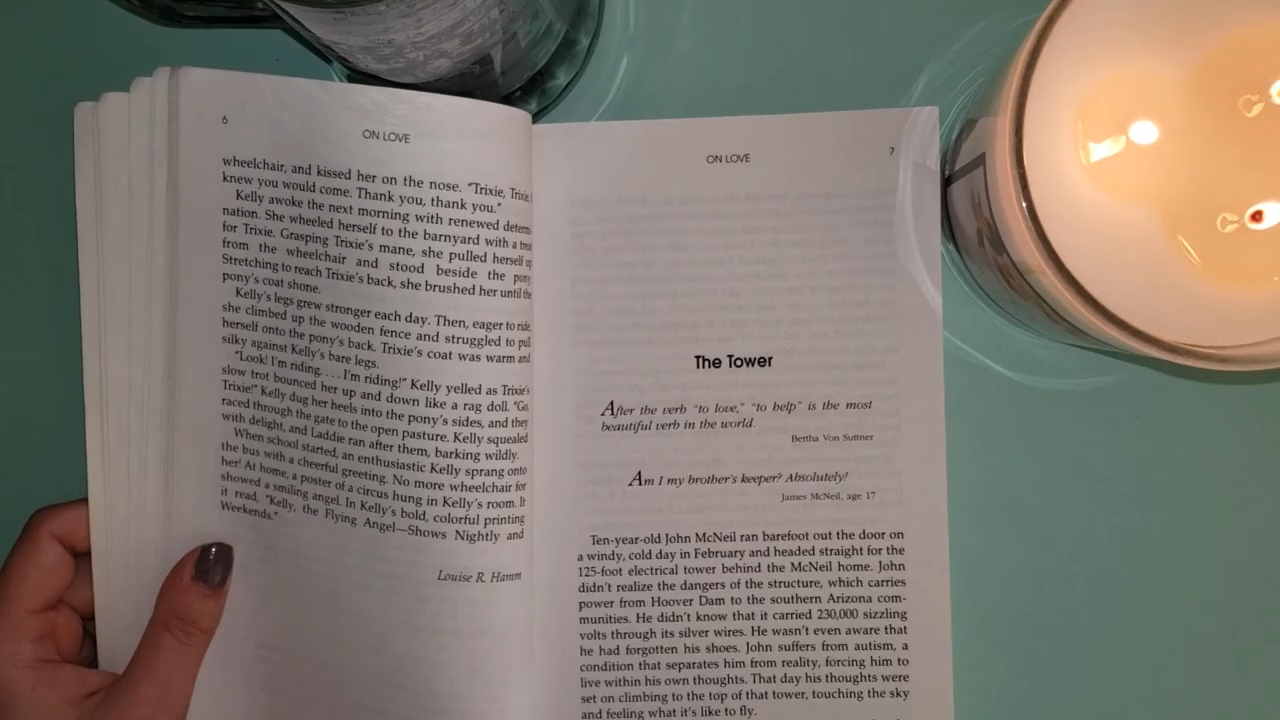 6
ON LOVE
wheelchair, and kissed her on the nose. "Trixie, Trixie, I
knew you would come. Thank you, thank you."
Kelly awoke the next morning with renewed determi-
nation. She wheeled herself to the barnyard with a treat
for Trixie. Grasping Trixie's mane, she pulled herself up
from the wheelchair and stood beside the pony.
Stretching to reach Trixie's back, she brushed her until the
pony's coat shone.
Kelly's legs grew stronger each day. Then, eager to ride,
she climbed up the wooden fence and struggled to pull
herself onto the pony's back. Trixie's coat was warm and
silky against Kelly's bare legs.
"Look! I'm riding. . . . I'm riding!" Kelly yelled as Trixie's
slow trot bounced her up and down like a rag doll. "Go,
Trixie!" Kelly dug her heels into the pony's sides, and they
raced through the gate to the open pasture. Kelly squealed
with delight, and Laddie ran after them, barking wildly.
When school started, an enthusiastic Kelly sprang onto
the bus with a cheerful greeting. No more wheelchair for
her! At home, a poster of a circus hung in Kelly's room. It
showed a smiling angel. In Kelly's bold, colorful printing
it read, "Kelly, the Flying Angel—Shows Nightly and
Weekends."
Louise R. Hamm
ON LOVE
7
The Tower
After the verb "to love," "to help" is the most
beautiful verb in the world.
Bertha Von Suttner
Am I my brother's keeper? Absolutely!
James McNeil, age 17
Ten-year-old John McNeil ran barefoot out the door on
a windy, cold day in February and headed straight for the
125-foot electrical tower behind the McNeil home. John
didn't realize the dangers of the structure, which carries
power from Hoover Dam to the southern Arizona com-
munities. He didn't know that it carried 230,000 sizzling
volts through its silver wires. He wasn't even aware that
he had forgotten his shoes. John suffers from autism, a
condition that separates him from reality, forcing him to
live within his own thoughts. That day his thoughts were
set on climbing to the top of that tower, touching the sky
and feeling what it's like to fly.